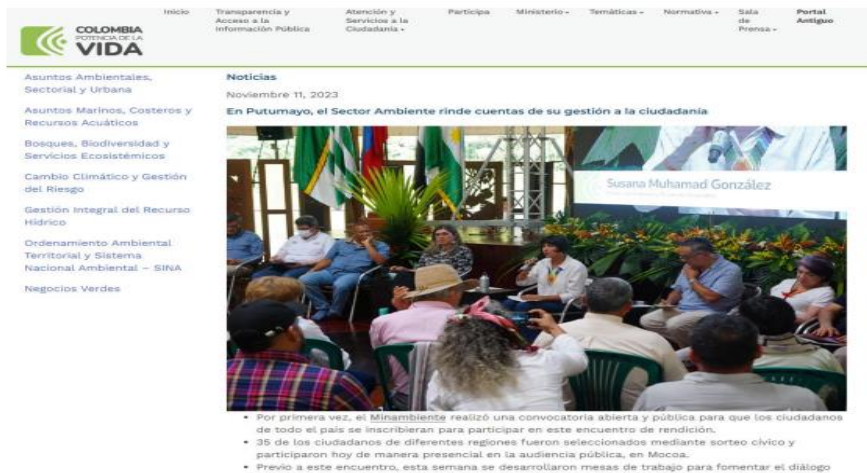 COLOMBIA
POTENCIA DE LA
VIDA
Inicio
Transparencia y
Acceso a la
Información Pública
Atención y
Servicios a la
Ciudadanía
Participa
Ministerio
Temáticas
Normativa
Sala
de
Prensa
Portal
Antiguo
Asuntos Ambientales,
Sectorial y Urbana
Asuntos Marinos, Costeros y
Recursos Acuáticos
Bosques, Biodiversidad y
Servicios Ecosistémicos
Cambio Climático y Gestión
del Riesgo
Gestión Integral del Recurso
Hídrico
Ordenamiento Ambiental
Territorial y Sistema
Nacional Ambiental – SINA
Negocios Verdes
Noticias
Noviembre 11, 2023
En Putumayo, el Sector Ambiente rinde cuentas de su gestión a la ciudadanía
Susana Muhamad González
• Por primera vez, el Minambiente realizó una convocatoria abierta y pública para que los ciudadanos
de todo el país se inscribieran para participar en este encuentro de rendición.
• 35 de los ciudadanos de diferentes regiones fueron seleccionados mediante sorteo cívico y
participaron hoy de manera presencial en la audiencia pública, en Mocoa.
• Previo a este encuentro, esta semana se desarrollaron mesas de trabajo para fomentar el diálogo